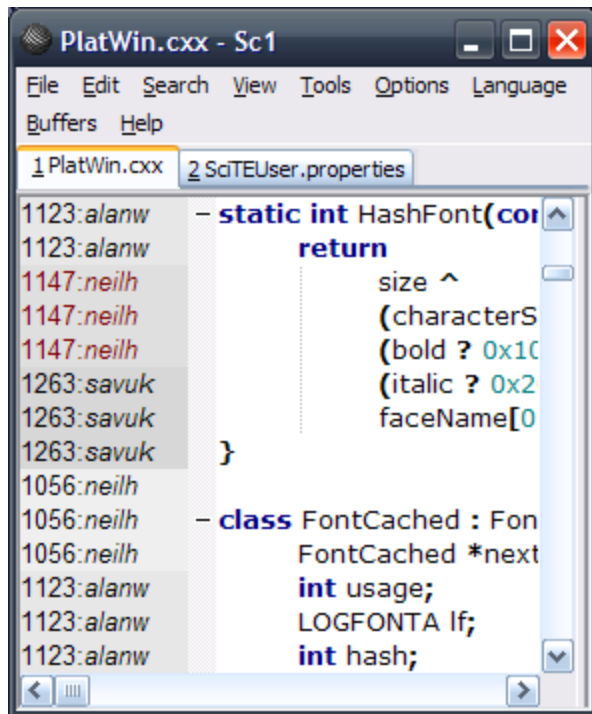 PlatWin.cxx - Sc1
File Edit Search View Tools Options Language
Buffers Help
1 PlatWin.cxx 2 SciTEUser.properties
1123:alanw – static int HashFont(
1123:alanw return
1147:neilh size ^
1147:neilh (characterS
1147:neilh (bold ? 0x10
1263:savuk (italic ? 0x2
1263:savuk faceName[0
1263:savuk }
1056:neilh
1056:neilh – class FontCached : Fon
1056:neilh FontCached *next
1123:alanw int usage;
1123:alanw LOGFONTA lf;
1123:alanw int hash;